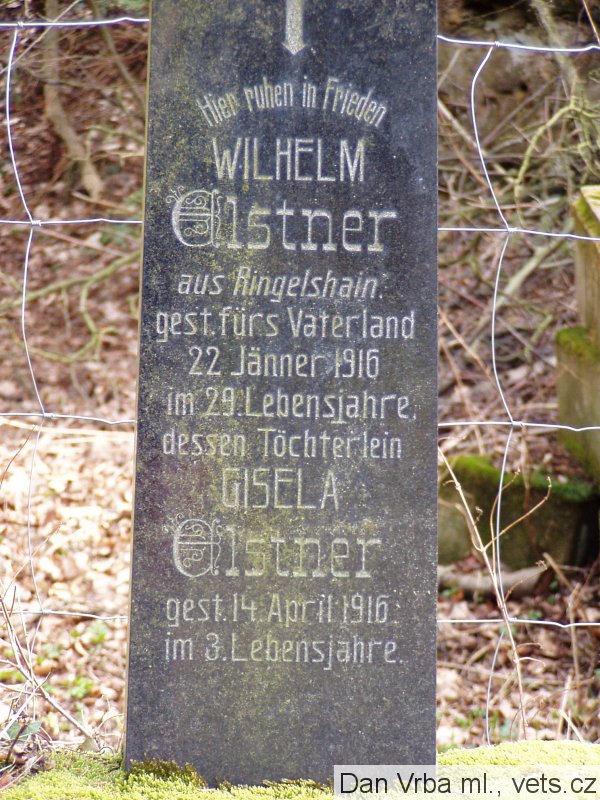 Hier ruhen in Frieden
WILHELM
Elstner
aus Ringelshain.
gest. fürs Vaterland
22. Jänner 1916
im 29. Lebensjahre,
dessen Töchterlein
GISELA
Elstner
gest. 14. April 1916
im 3. Lebensjahre.
Dan Vrba ml., vets.cz